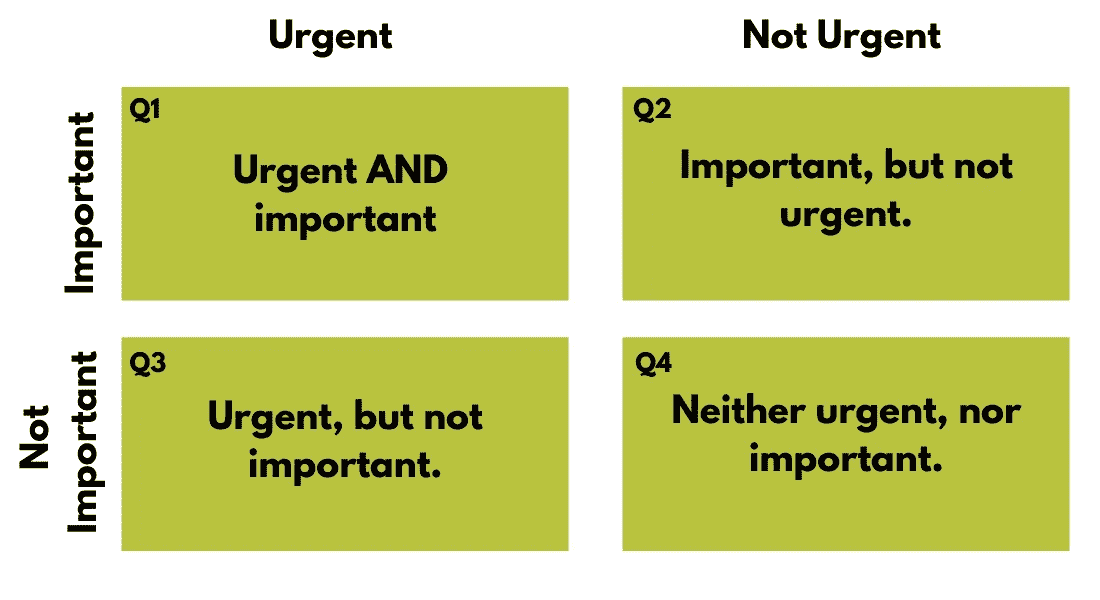 Urgent
Not Urgent
Important
Q1
Urgent AND
important
Q2
Important, but not
urgent.
Not
Important
Q3
Urgent, but not
important.
Q4
Neither urgent, nor
important.